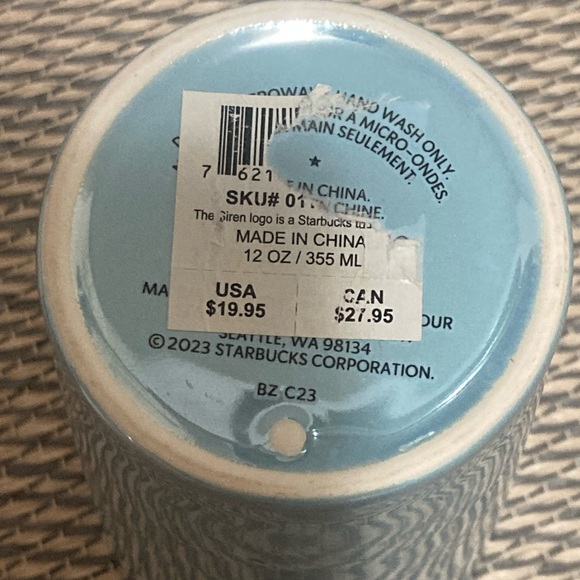 HAND WASH ONLY.
MICRO-ONDES.
MAIN SEULEMENT.
IN CHINA.
CHINE.
7 621
SKU# 01
The Siren logo is a Starbucks
MADE IN CHINA
12 OZ / 355 ML
USA CAN
$19.95 $27.95
SEATTLE, WA 98134
©2023 STARBUCKS CORPORATION.
BZ C23